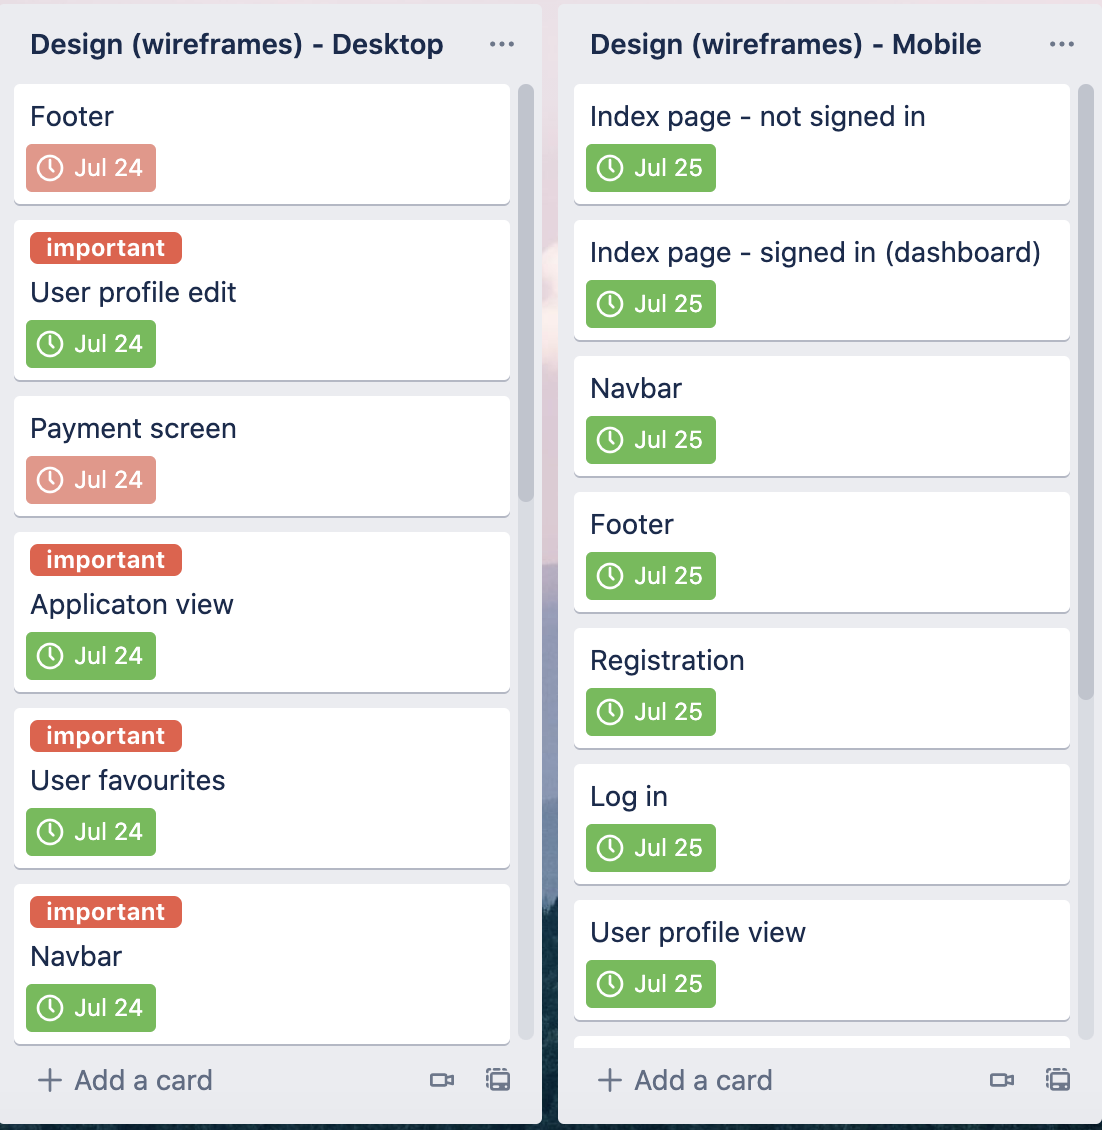 Design (wireframes) - Desktop
Footer
Jul 24
important
User profile edit
Jul 24
Payment screen
Jul 24
important
Applicaton view
Jul 24
important
User favourites
Jul 24
important
Navbar
Jul 24
+ Add a card
Design (wireframes) - Mobile
Index page - not signed in
Jul 25
Index page - signed in (dashboard)
Jul 25
Navbar
Jul 25
Footer
Jul 25
Registration
Jul 25
Log in
Jul 25
User profile view
Jul 25
+ Add a card